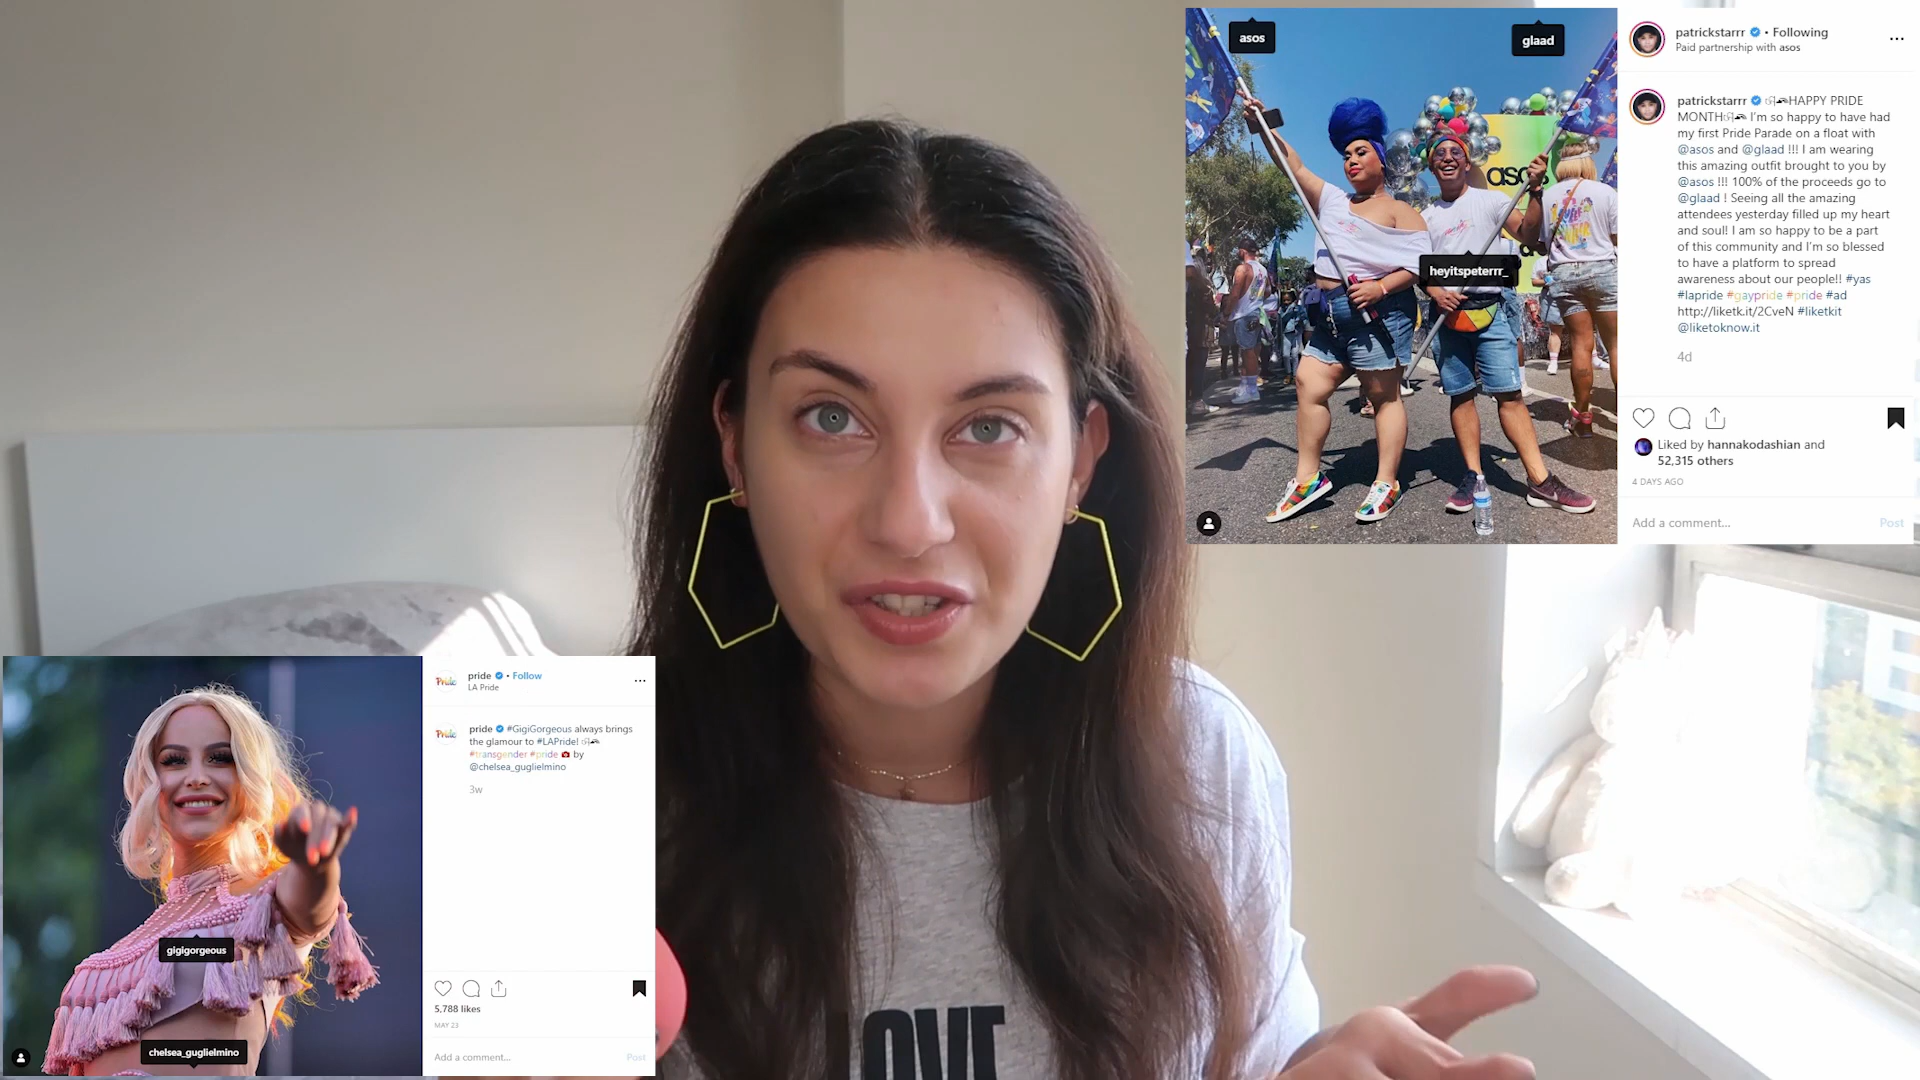 asos
glaad
asos
heyitspeterrr_
patrickstarrr • Following
Paid partnership with asos
patrickstarrr HAPPY PRIDE
MONTH I'm so happy to have had
my first Pride Parade on a float with
@asos and @glaad !!! I am wearing
this amazing outfit brought to you by
@asos !!! 100% of the proceeds go to
@glaad ! Seeing all the amazing
attendees yesterday filled up my heart
and soul! I am so happy to be a part
of this community and I'm so blessed
to have a platform to spread
awareness about our people!! #yas
#lapride #gaypride #pride #ad
http://liketk.it/2CveN #liketkit
@liketoknow.it
4d
Liked by hannakodashian and
52,315 others
4 DAYS AGO
Add a comment... Post
gigigorgeous
chelsea_guglielmino
Pride
pride • Follow
LA Pride
Pride
pride #GigiGorgeous always brings
the glamour to #LAPride!
#transgender #pride by
@chelsea_guglielmino
3w
5,788 likes
MAY 23
Add a comment... Post
LOVE